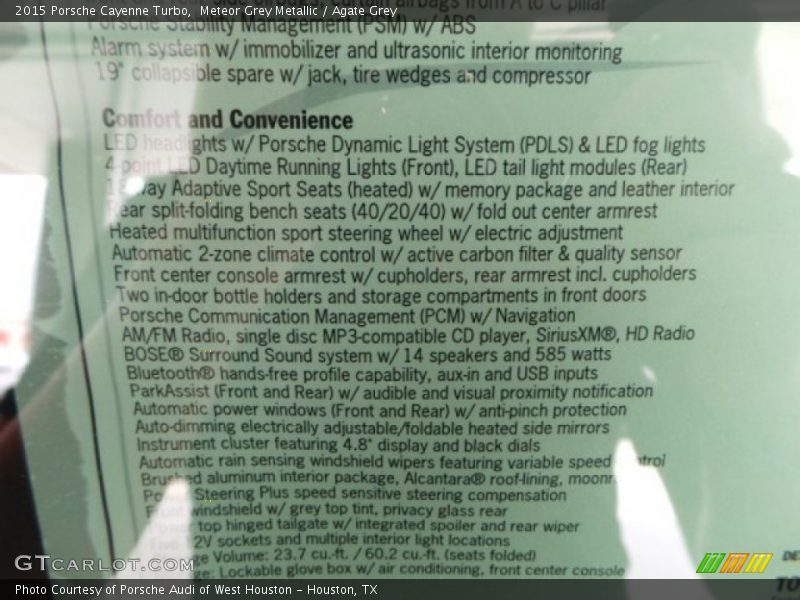 2015 Porsche Cayenne Turbo, Meteor Grey Metallic / Agate Grey
side airbags, curtain airbags from A to C pillar
Porsche Stability Management (PSM) w/ ABS
Alarm system w/ immobilizer and ultrasonic interior monitoring
19" collapsible spare w/ jack, tire wedges and compressor
Comfort and Convenience
LED headlights w/ Porsche Dynamic Light System (PDLS) & LED fog lights
4-point LED Daytime Running Lights (Front), LED tail light modules (Rear)
way Adaptive Sport Seats (heated) w/ memory package and leather interior
Rear split-folding bench seats (40/20/40) w/ fold out center armrest
Heated multifunction sport steering wheel w/ electric adjustment
Automatic 2-zone climate control w/ active carbon filter & quality sensor
Front center console armrest w/ cupholders, rear armrest incl. cupholders
Two in-door bottle holders and storage compartments in front doors
Porsche Communication Management (PCM) w/ Navigation
AM/FM Radio, single disc MP3-compatible CD player, SiriusXM®, HD Radio
BOSE® Surround Sound system w/ 14 speakers and 585 watts
Bluetooth® hands-free profile capability, aux-in and USB inputs
ParkAssist (Front and Rear) w/ audible and visual proximity notification
Automatic power windows (Front and Rear) w/ anti-pinch protection
Auto-dimming electrically adjustable/foldable heated side mirrors
Instrument cluster featuring 4.8" display and black dials
Automatic rain sensing windshield wipers featuring variable speed control
Brushed aluminum interior package, Alcantara® roof-lining, moonr
Steering Plus speed sensitive steering compensation
windshield w/ grey top tint, privacy glass rear
top hinged tailgate w/ integrated spoiler and rear wiper
12V sockets and multiple interior light locations
Volume: 23.7 cu.-ft. / 60.2 cu.-ft. (seats folded)
Lockable glove box w/ air conditioning, front center console
DE
TO
GTCARLOT.COM
Photo Courtesy of Porsche Audi of West Houston - Houston, TX